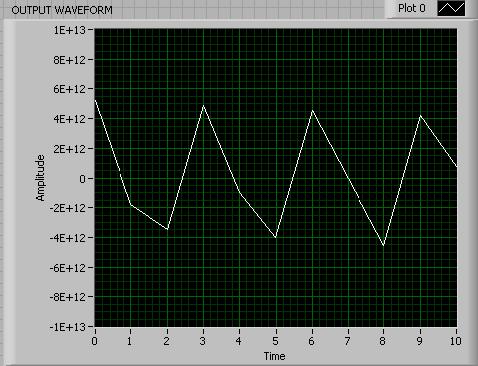 OUTPUT WAVEFORM
Plot 0
1E+13
8E+12
6E+12
4E+12
2E+12
0
-2E+12
-4E+12
-6E+12
-8E+12
-1E+13
Amplitude
0 1 2 3 4 5 6 7 8 9 10
Time